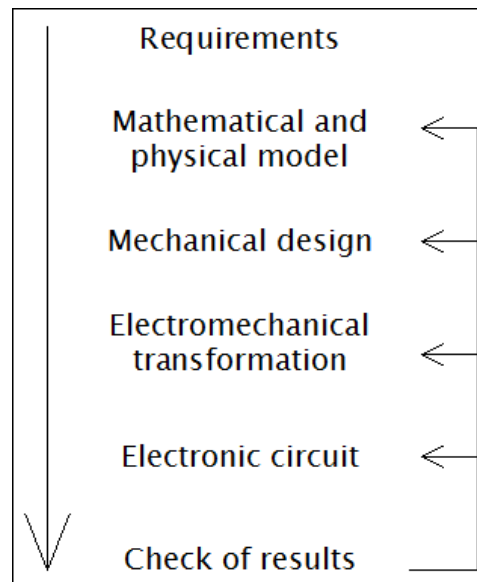 Requirements
Mathematical and
physical model
Mechanical design
Electromechanical
transformation
Electronic circuit
Check of results